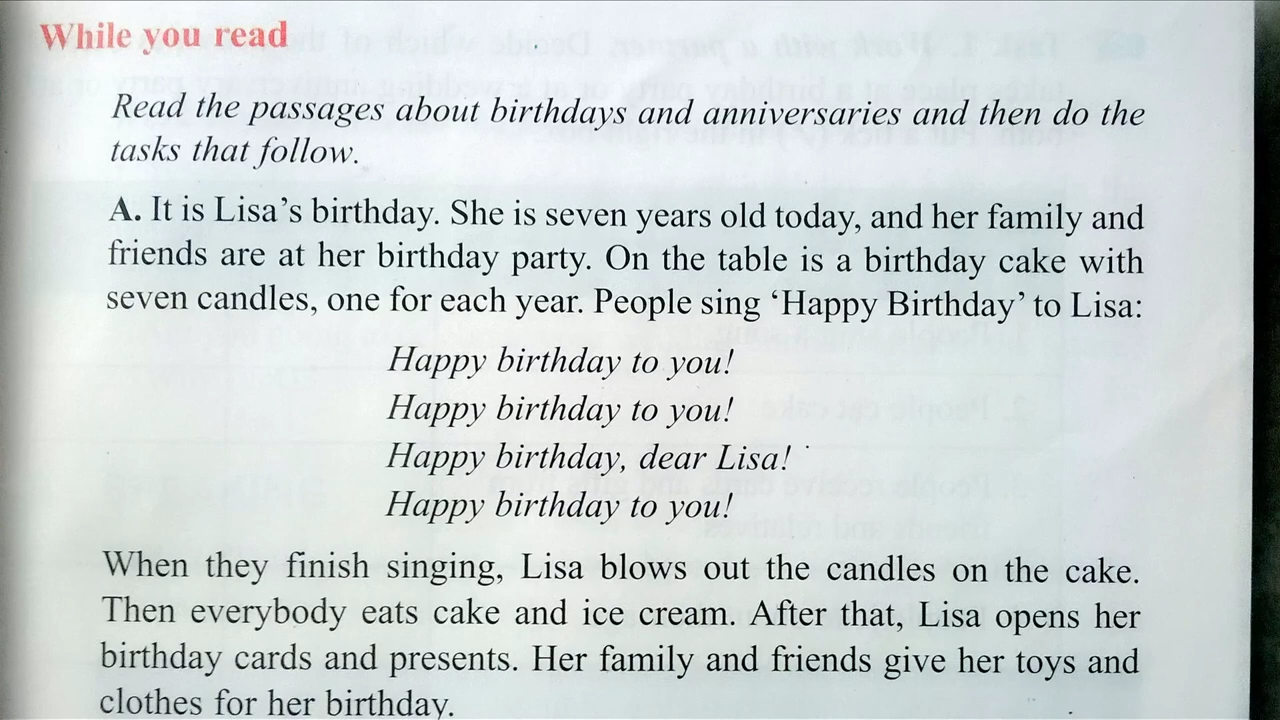 While you read
Read the passages about birthdays and anniversaries and then do the
tasks that follow.
A. It is Lisa’s birthday. She is seven years old today, and her family and
friends are at her birthday party. On the table is a birthday cake with
seven candles, one for each year. People sing ‘Happy Birthday’ to Lisa:
Happy birthday to you!
Happy birthday to you!
Happy birthday, dear Lisa!
Happy birthday to you!
When they finish singing, Lisa blows out the candles on the cake.
Then everybody eats cake and ice cream. After that, Lisa opens her
birthday cards and presents. Her family and friends give her toys and
clothes for her birthday.